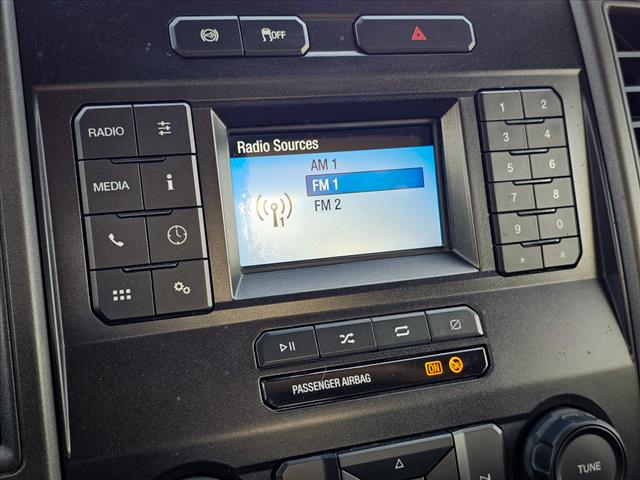 OFF
RADIO
MEDIA
i
Radio Sources
AM 1
FM 1
FM 2
1
1 2
3 4
5 6
7 8
9 0
* #
PASSENGER AIRBAG ON
TUNE